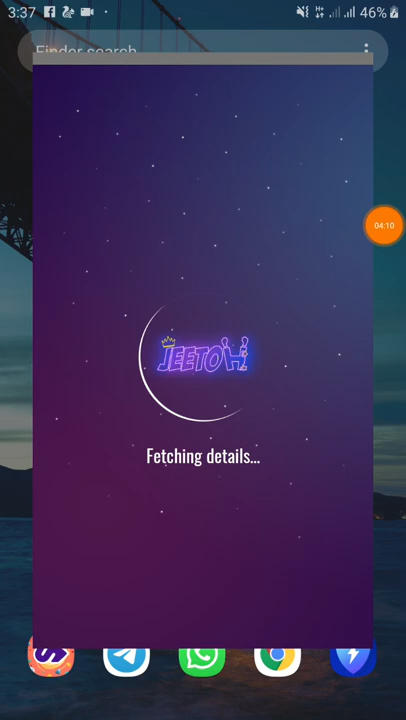 3:37
46%
Finder search
04:10
JEETOH
Fetching details...